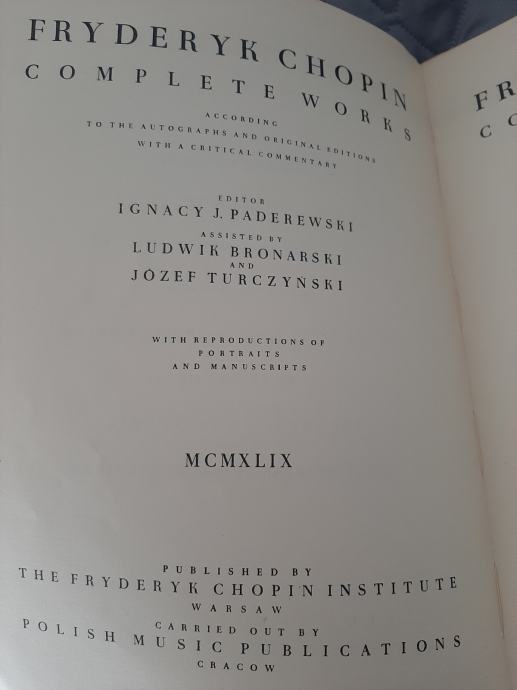 FRYDERYK CHOPIN
COMPLETE WORKS
ACCORDING
TO THE AUTOGRAPHS AND ORIGINAL EDITIONS
WITH A CRITICAL COMMENTARY
EDITOR
IGNACY J. PADEREWSKI
ASSISTED BY
LUDWIK BRONARSKI
AND
JÓZEF TURCZYŃSKI
WITH REPRODUCTIONS OF
PORTRAITS
AND MANUSCRIPTS
MCMXLIX
PUBLISHED BY
THE FRYDERYK CHOPIN INSTITUTE
WARSAW
CARRIED OUT BY
POLISH MUSIC PUBLICATIONS
CRACOW
FR
CO